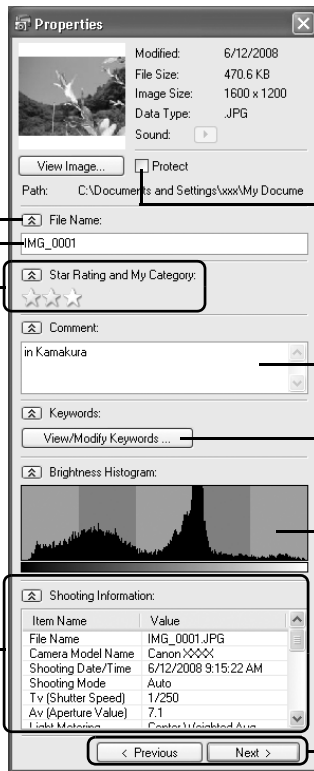 Properties
Modified: 6/12/2008
File Size: 470.6 KB
Image Size: 1600 x 1200
Data Type: .JPG
Sound:
View Image...
Protect
Path: C:\Documents and Settings\xxx\My Docume
File Name:
IMG_0001
Star Rating and My Category:
Comment:
in Kamakura
Keywords:
View/Modify Keywords ...
Brightness Histogram:
Shooting Information:
Item Name Value
File Name IMG_0001.JPG
Camera Model Name Canon XXXX
Shooting Date/Time 6/12/2008 9:15:22 AM
Shooting Mode Auto
Tv (Shutter Speed) 1/250
Av (Aperture Value) 7.1
Light Metering Center
< Previous Next >